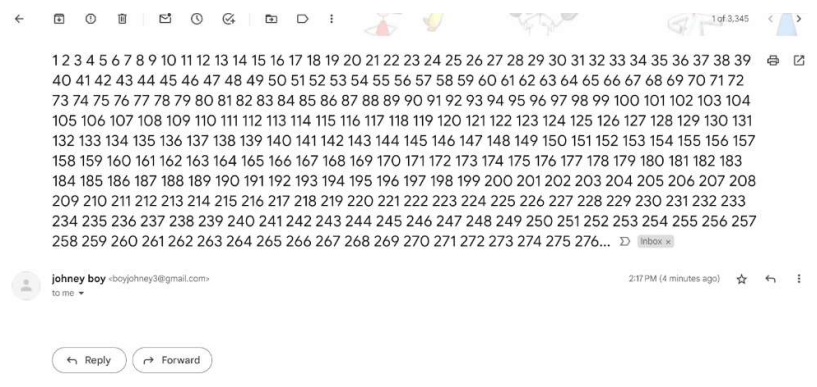 1 of 3,345
1 2 3 4 5 6 7 8 9 10 11 12 13 14 15 16 17 18 19 20 21 22 23 24 25 26 27 28 29 30 31 32 33 34 35 36 37 38 39
40 41 42 43 44 45 46 47 48 49 50 51 52 53 54 55 56 57 58 59 60 61 62 63 64 65 66 67 68 69 70 71 72
73 74 75 76 77 78 79 80 81 82 83 84 85 86 87 88 89 90 91 92 93 94 95 96 97 98 99 100 101 102 103 104
105 106 107 108 109 110 111 112 113 114 115 116 117 118 119 120 121 122 123 124 125 126 127 128 129 130 131
132 133 134 135 136 137 138 139 140 141 142 143 144 145 146 147 148 149 150 151 152 153 154 155 156 157
158 159 160 161 162 163 164 165 166 167 168 169 170 171 172 173 174 175 176 177 178 179 180 181 182 183
184 185 186 187 188 189 190 191 192 193 194 195 196 197 198 199 200 201 202 203 204 205 206 207 208
209 210 211 212 213 214 215 216 217 218 219 220 221 222 223 224 225 226 227 228 229 230 231 232 233
234 235 236 237 238 239 240 241 242 243 244 245 246 247 248 249 250 251 252 253 254 255 256 257
258 259 260 261 262 263 264 265 266 267 268 269 270 271 272 273 274 275 276... Inbox ×
johney boy <boyjohney3@gmail.com> 2:17 PM (4 minutes ago)
to me
Reply Forward